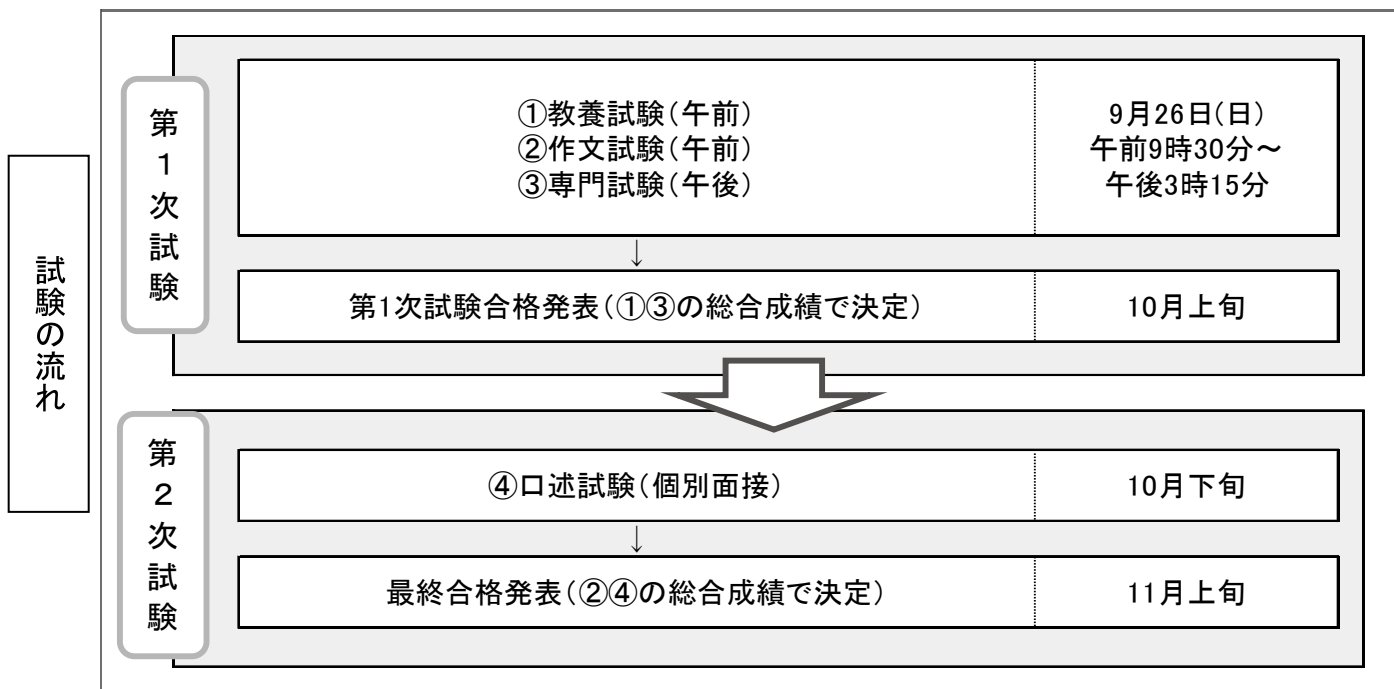 試験の流れ
第1次試験
①教養試験(午前)
②作文試験(午前)
③専門試験(午後)
9月26日(日)
午前9時30分～
午後3時15分
↓
第1次試験合格発表(①③の総合成績で決定)
10月上旬
第2次試験
④口述試験(個別面接)
10月下旬
↓
最終合格発表(②④の総合成績で決定)
11月上旬